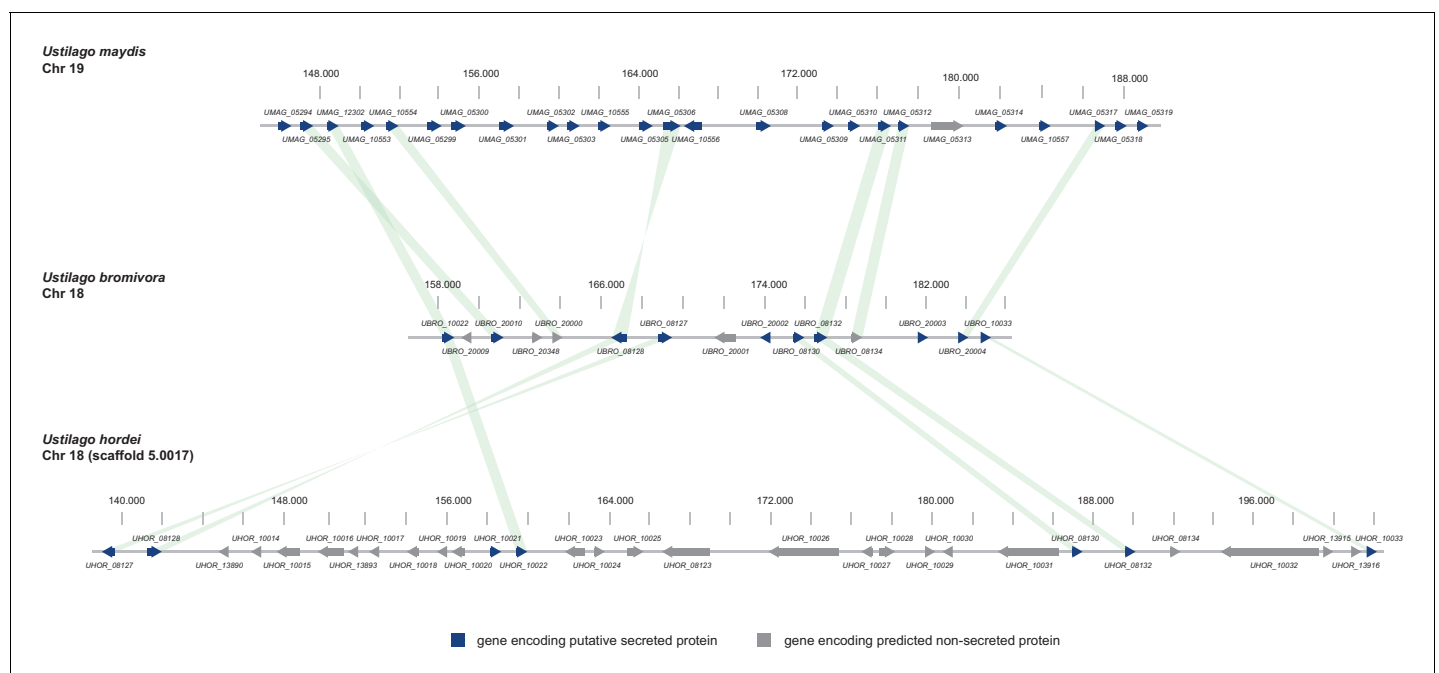 Ustilago maydis
Chr 19
148.000 156.000 164.000 172.000 180.000 188.000
UMAG_05294 UMAG_12302 UMAG_10554 UMAG_05300 UMAG_05302 UMAG_10555 UMAG_05306 UMAG_05308 UMAG_05310 UMAG_05312 UMAG_05314 UMAG_05317 UMAG_05319
UMAG_05295 UMAG_10553 UMAG_05299 UMAG_05301 UMAG_05303 UMAG_05305 UMAG_10556 UMAG_05309 UMAG_05311 UMAG_05313 UMAG_10557 UMAG_05318
Ustilago bromivora
Chr 18
158.000 166.000 174.000 182.000
UBRO_10022 UBRO_20010 UBRO_20000 UBRO_08127 UBRO_20002 UBRO_08132 UBRO_20003 UBRO_10033
UBRO_20009 UBRO_20348 UBRO_08128 UBRO_20001 UBRO_08130 UBRO_08134 UBRO_20004
Ustilago hordei
Chr 18 (scaffold 5.0017)
140.000 148.000 156.000 164.000 172.000 180.000 188.000 196.000
UHOR_08128 UHOR_10014 UHOR_10016 UHOR_10017 UHOR_10019 UHOR_10021 UHOR_10023 UHOR_10025 UHOR_10026 UHOR_10028 UHOR_10030 UHOR_08130 UHOR_08134 UHOR_13915 UHOR_10033
UHOR_08127 UHOR_13890 UHOR_10015 UHOR_13893 UHOR_10018 UHOR_10020 UHOR_10022 UHOR_10024 UHOR_08123 UHOR_10027 UHOR_10029 UHOR_10031 UHOR_08132 UHOR_10032 UHOR_13916
gene encoding putative secreted protein
gene encoding predicted non-secreted protein